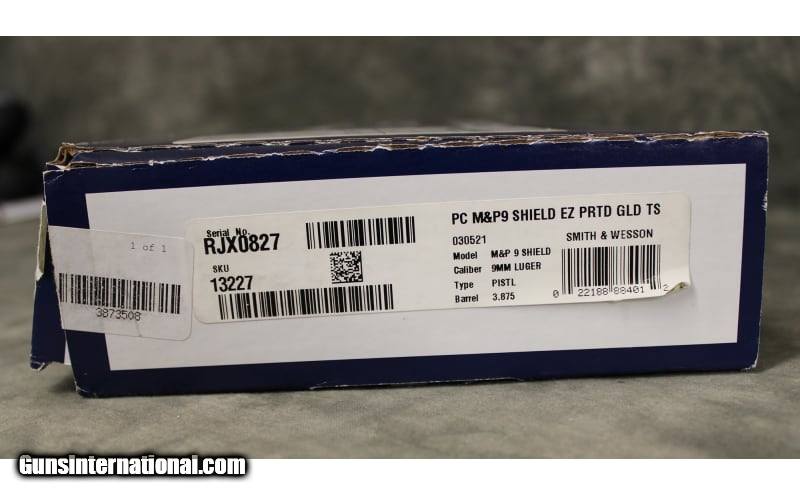 1 of 1
3873508
Serial No.
RJX0827
SKU
13227
PC M&P9 SHIELD EZ PRTD GLD TS
030521
SMITH & WESSON
Model M&P 9 SHIELD
Caliber 9MM LUGER
Type PISTL
Barrel 3.675
0 22188 88401 2
GunsInternational.com